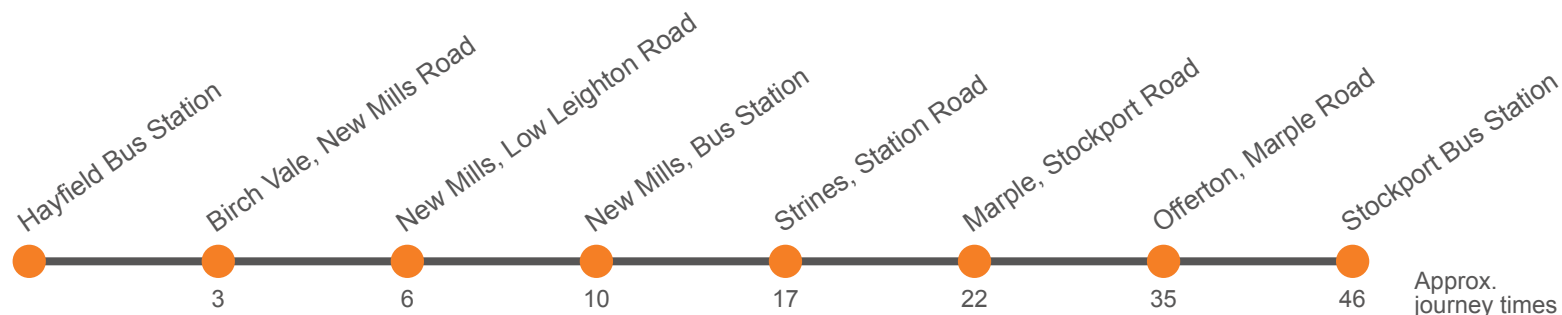 Hayfield Bus Station
Birch Vale, New Mills Road
New Mills, Low Leighton Road
New Mills, Bus Station
Strines, Station Road
Marple, Stockport Road
Offerton, Marple Road
Stockport Bus Station
3
6
10
17
22
35
46
Approx.
journey times